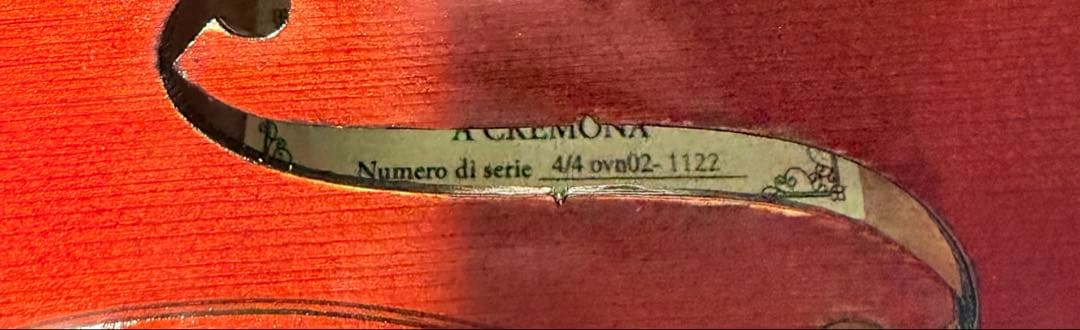 A CREMONA
Numero di serie 4/4 ovn02- 1122